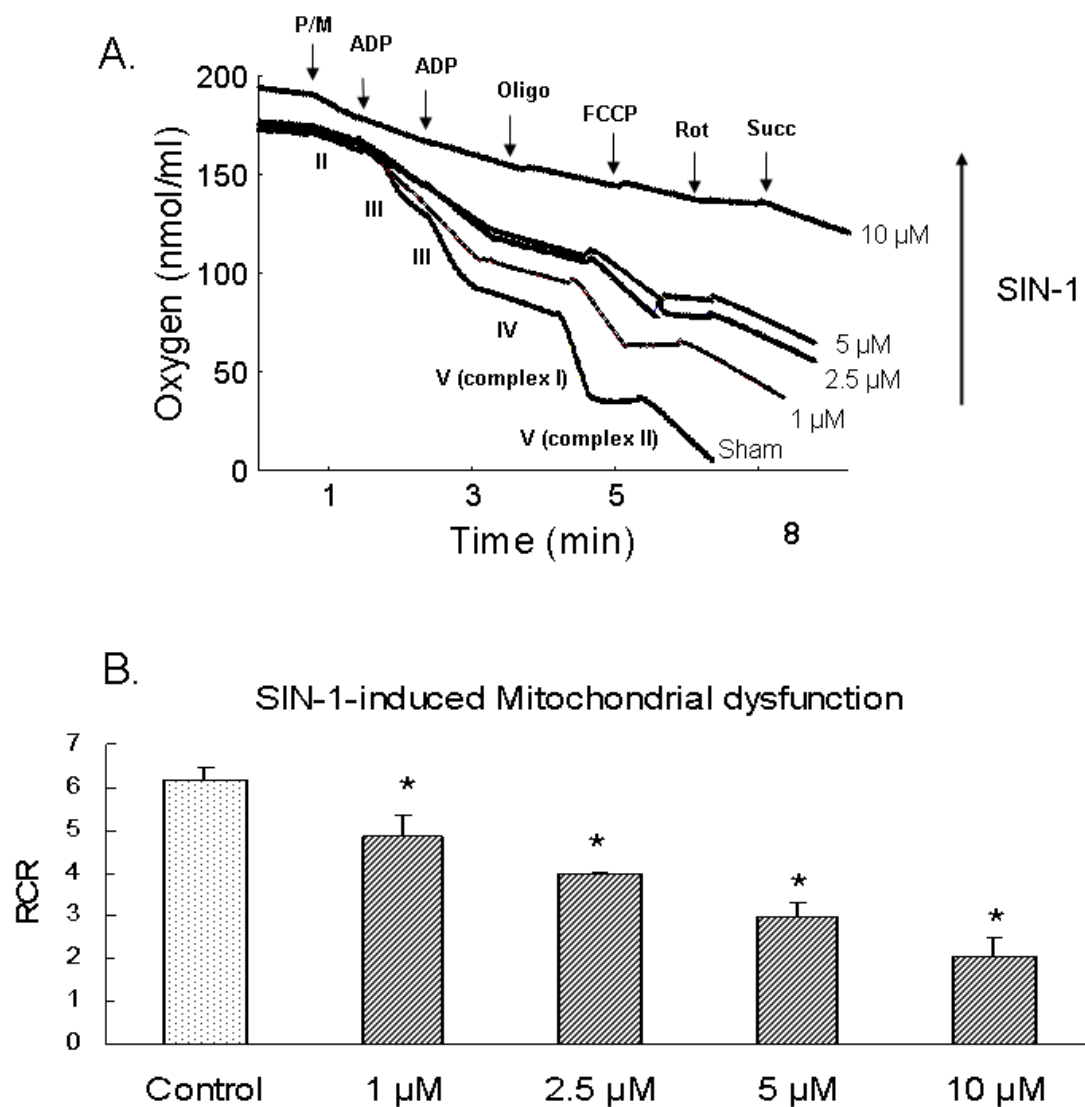 A.
P/M
ADP
ADP
Oligo
FCCP
Rot
Succ
200
150
100
50
0
Oxygen (nmol/ml)
II
III
III
IV
V (complex I)
V (complex II)
10 µM
5 µM
2.5 µM
1 µM
Sham
SIN-1
1
3
5
8
Time (min)
B.
SIN-1-induced Mitochondrial dysfunction
7
6
5
4
3
2
1
0
RCR
*
*
*
*
Control
1 µM
2.5 µM
5 µM
10 µM